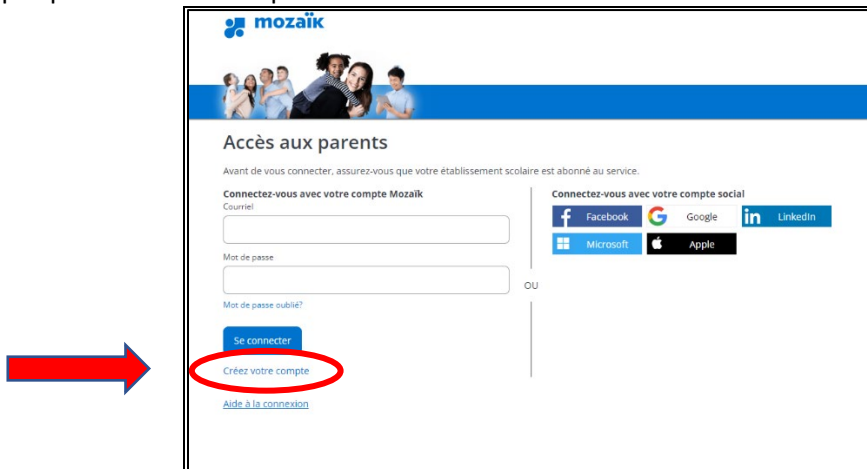 mozaïk
Accès aux parents
Avant de vous connecter, assurez-vous que votre établissement scolaire est abonné au service.
Connectez-vous avec votre compte Mozaïk
Courriel
Mot de passe
Mot de passe oublié?
Se connecter
Créez votre compte
Aide à la connexion
OU
Connectez-vous avec votre compte social
Facebook
Google
LinkedIn
Microsoft
Apple